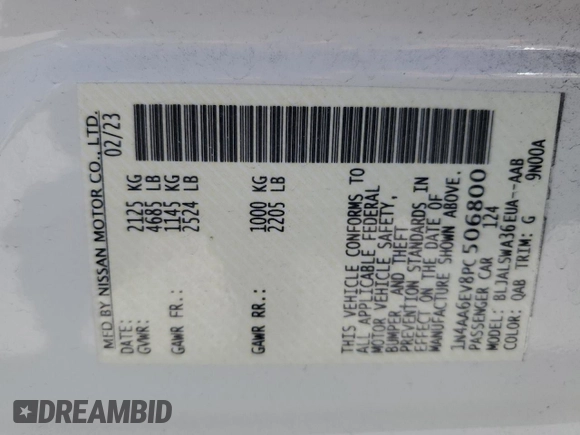 MFD BY NISSAN MOTOR CO., LTD.
DATE: 02/23
GVWR: 2125 KG
4685 LB
GAWR FR.: 1145 KG
2524 LB
GAWR RR.: 1000 KG
2205 LB
THIS VEHICLE CONFORMS TO
ALL APPLICABLE FEDERAL
MOTOR VEHICLE SAFETY,
BUMPER, AND THEFT
PREVENTION STANDARDS IN
EFFECT ON THE DATE OF
MANUFACTURE SHOWN ABOVE.
1N4AA6EV8PC506800
PASSENGER CAR 124
MODEL: BLJALSWA36EUA--AAB
COLOR: QAB TRIM: G 9N00A
DREAMBID